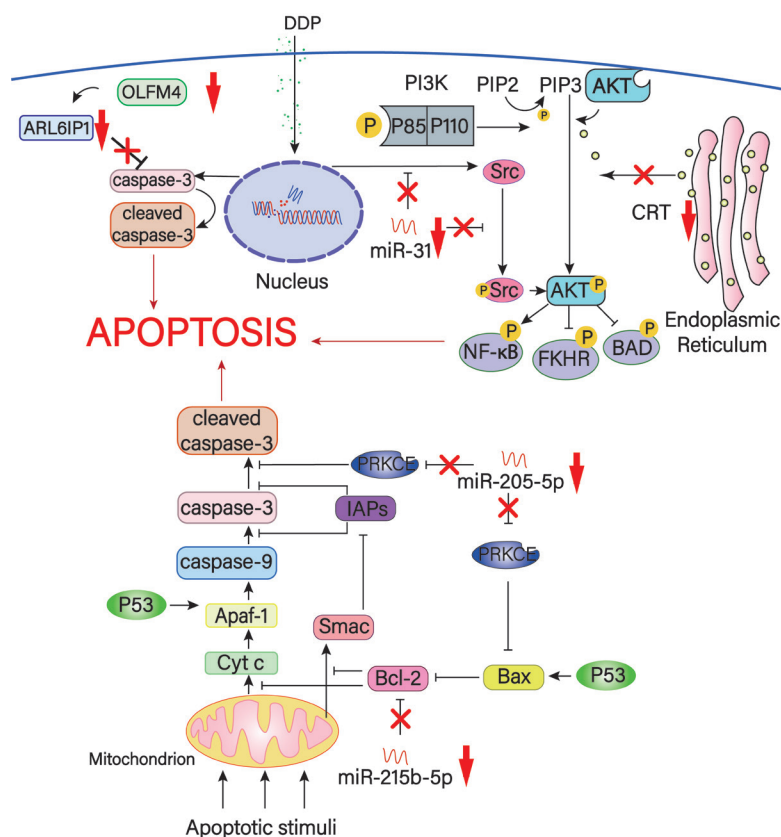 DDP
OLFM4
ARL6IP1
PI3K
PIP2
PIP3
AKT
P
P85
P110
P
caspase-3
cleaved
caspase-3
Src
miR-31
CRT
Nucleus
P
Src
AKT
P
Endoplasmic
Reticulum
APOPTOSIS
P
NF-κB
P
FKHR
P
BAD
cleaved
caspase-3
PRKCE
miR-205-5p
caspase-3
IAPs
caspase-9
PRKCE
P53
Apaf-1
Smac
Cyt c
Bcl-2
Bax
P53
Mitochondrion
miR-215b-5p
Apoptotic stimuli